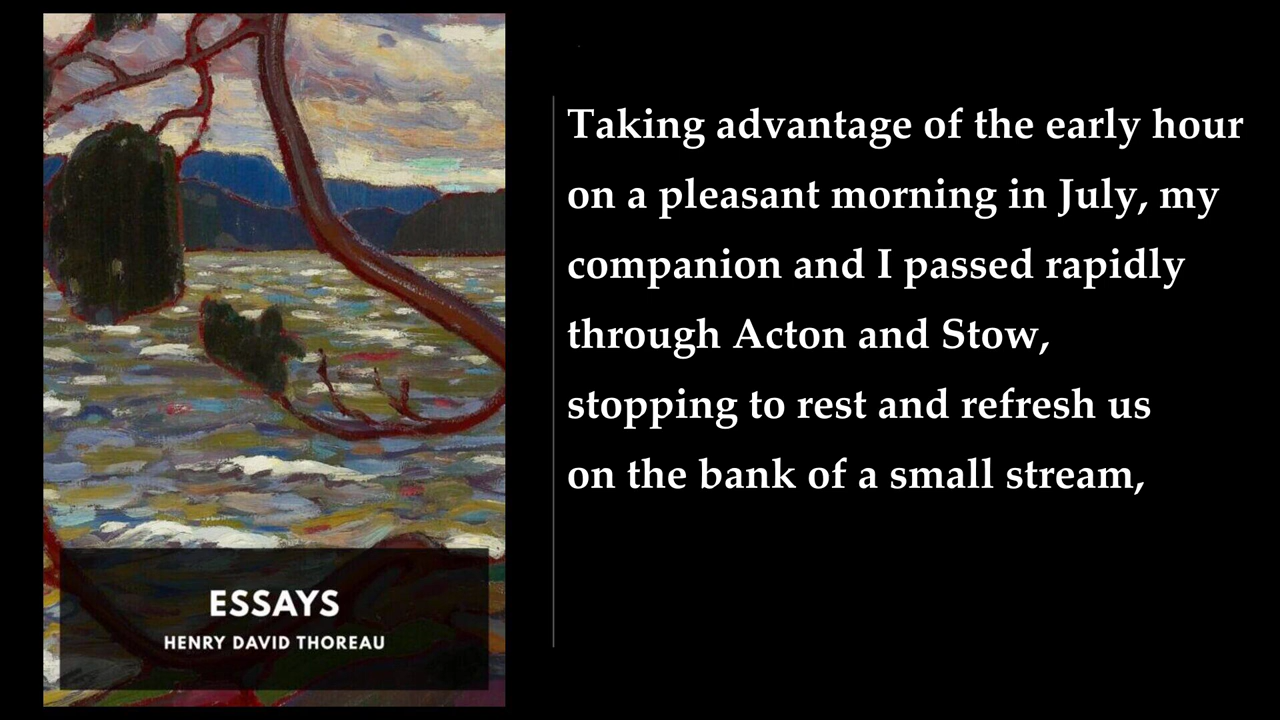 Taking advantage of the early hour
on a pleasant morning in July, my
companion and I passed rapidly
through Acton and Stow,
stopping to rest and refresh us
on the bank of a small stream,
ESSAYS
HENRY DAVID THOREAU